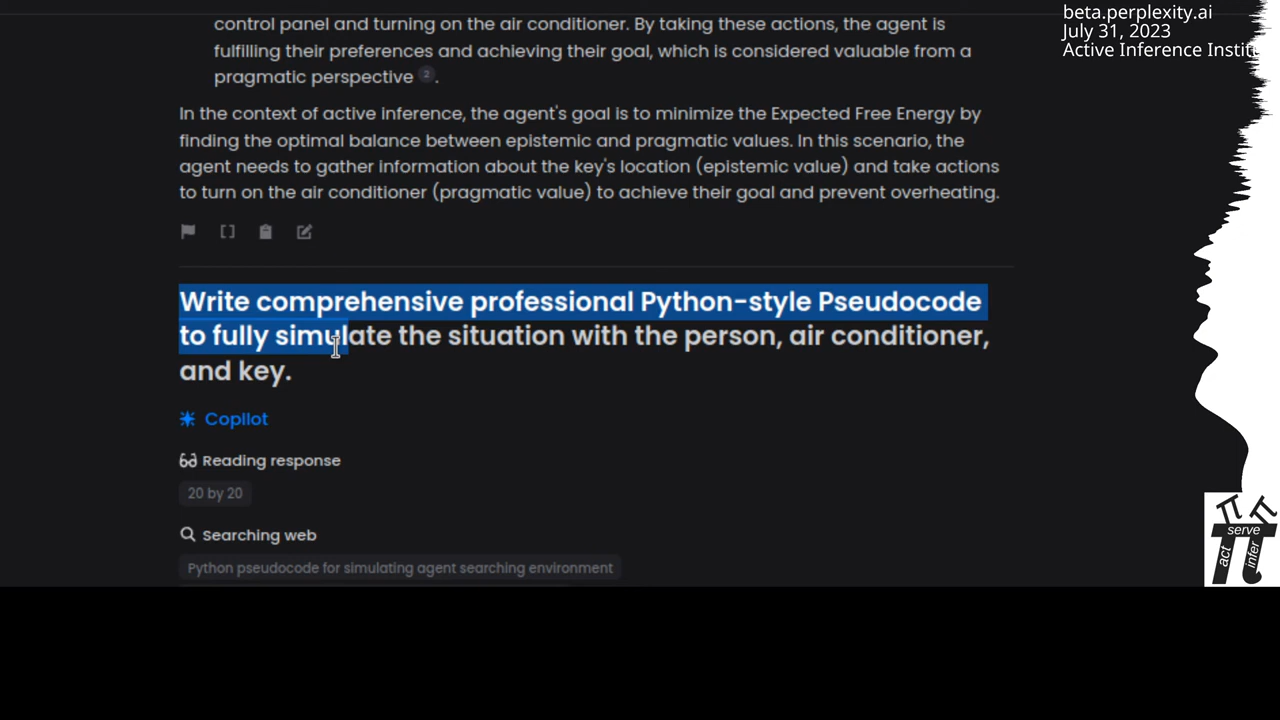 beta.perplexity.ai
July 31, 2023
Active Inference Instit
control panel and turning on the air conditioner. By taking these actions, the agent is
fulfilling their preferences and achieving their goal, which is considered valuable from a
pragmatic perspective 2.
In the context of active inference, the agent's goal is to minimize the Expected Free Energy by
finding the optimal balance between epistemic and pragmatic values. In this scenario, the
agent needs to gather information about the key's location (epistemic value) and take actions
to turn on the air conditioner (pragmatic value) to achieve their goal and prevent overheating.
Write comprehensive professional Python-style Pseudocode
to fully simulate the situation with the person, air conditioner,
and key.
Copilot
Reading response
20 by 20
Searching web
Python pseudocode for simulating agent searching environment
π π
π
act
serve
infer